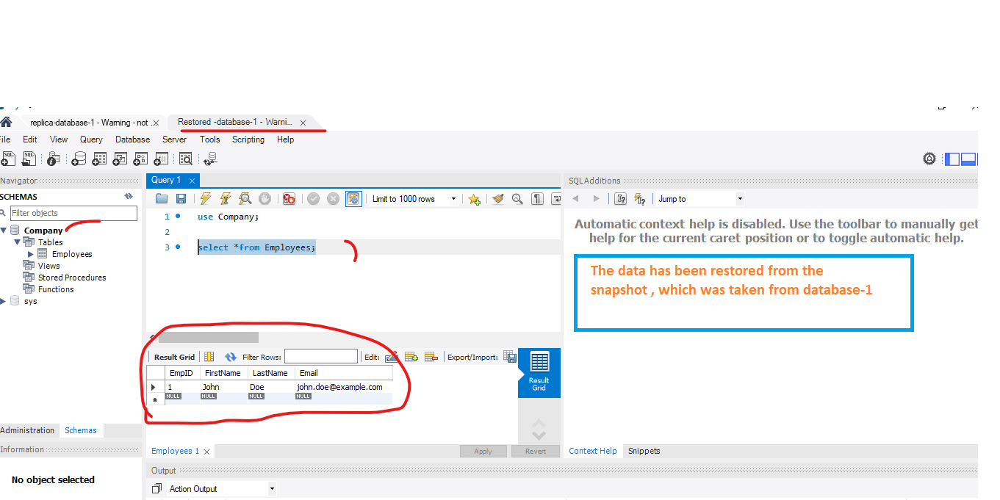 replica-database-1 - Warning - not .
Restored -database-1 - Warni...
File Edit View Query Database Server Tools Scripting Help
Navigator
SCHEMAS
Filter objects
Company
Tables
Employees
Views
Stored Procedures
Functions
sys
Administration Schemas
Information
No object selected
Query 1
Limit to 1000 rows
1 use Company;
2
3 select *from Employees;
Result Grid Filter Rows: Edit: Export/Import:
EmpID FirstName LastName Email
1 John Doe john.doe@example.com
NULL NULL NULL NULL
Result
Grid
Employees 1
Apply Revert
Output
Action Output
SQLAdditions
Jump to
Automatic context help is disabled. Use the toolbar to manually get
help for the current caret position or to toggle automatic help.
The data has been restored from the
snapshot , which was taken from database-1
Context Help Snippets